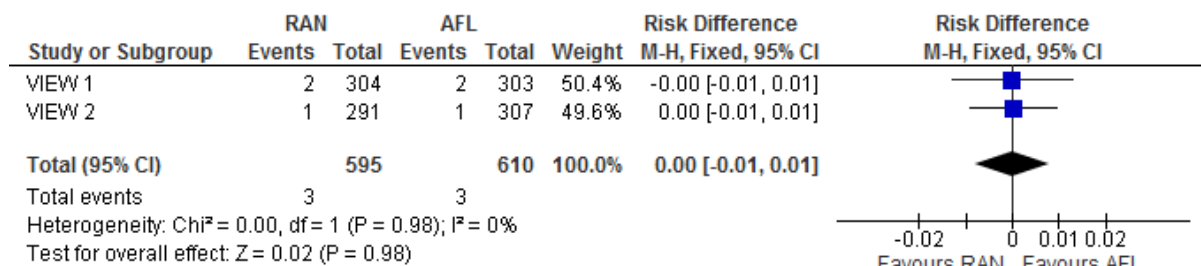 RAN AFL Risk Difference Risk Difference
Study or Subgroup Events Total Events Total Weight M-H, Fixed, 95% CI M-H, Fixed, 95% CI
VIEW 1 2 304 2 303 50.4% -0.00 [-0.01, 0.01]
VIEW 2 1 291 1 307 49.6% 0.00 [-0.01, 0.01]
Total (95% CI) 595 610 100.0% 0.00 [-0.01, 0.01]
Total events 3 3
Heterogeneity: Chi² = 0.00, df = 1 (P = 0.98); I² = 0%
Test for overall effect: Z = 0.02 (P = 0.98)
-0.02 0 0.01 0.02
Favours RAN Favours AFL